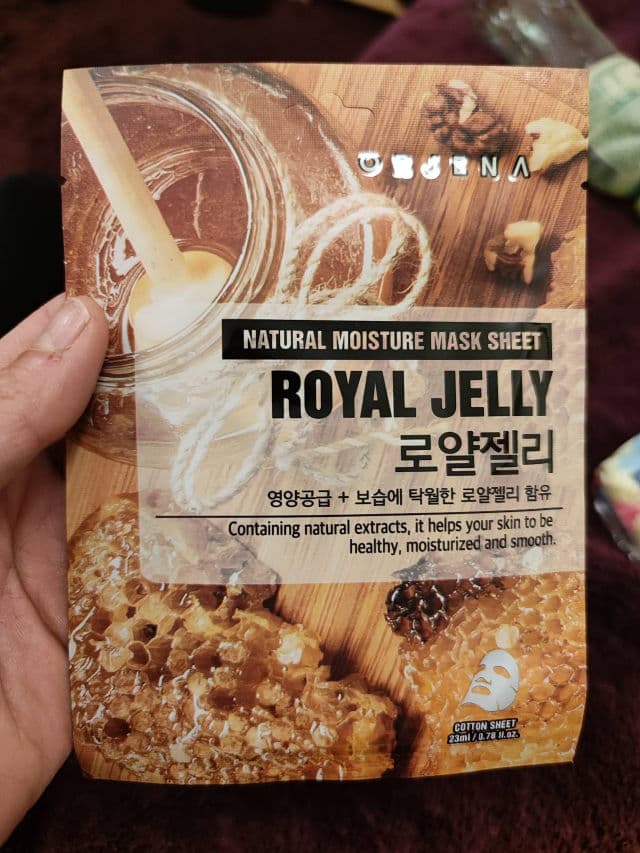 NATURAL MOISTURE MASK SHEET
ROYAL JELLY
로얄젤리
영양공급 + 보습에 탁월한 로얄젤리 함유
Containing natural extracts, it helps your skin to be
healthy, moisturized and smooth.
COTTON SHEET
23ml / 0.78 fl.oz.